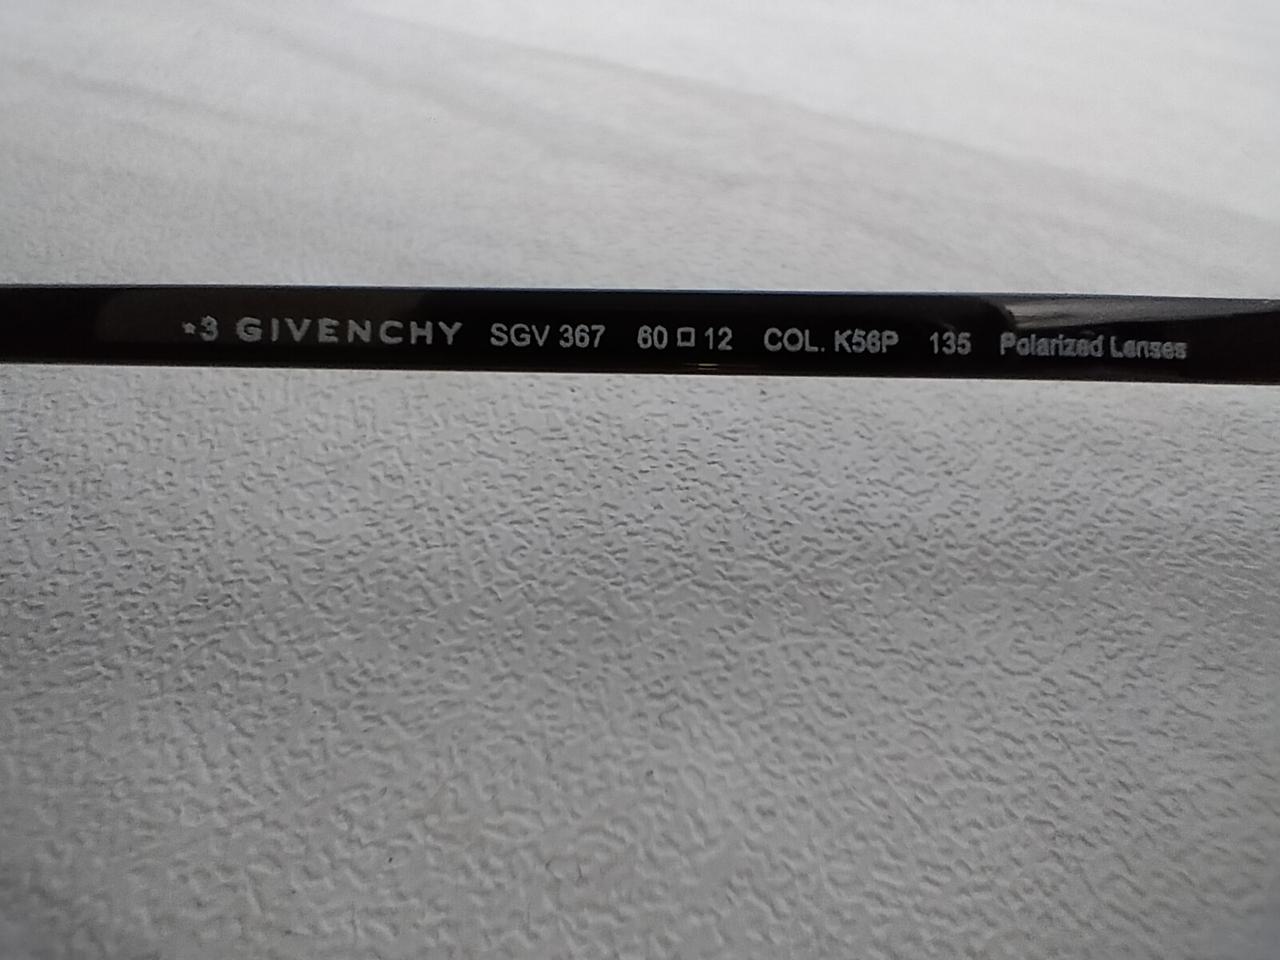 *3 GIVENCHY SGV 367 60□12 COL. K56P 135 Polarized Lenses